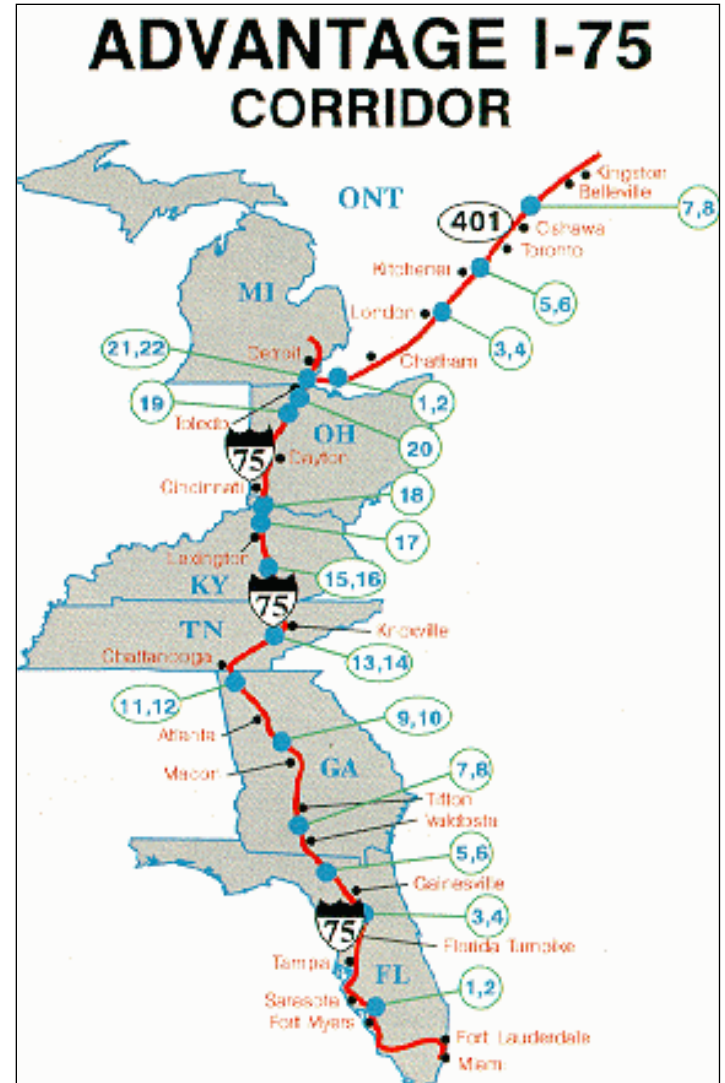 ADVANTAGE I-75
CORRIDOR
Kingston
Belleville
ONT
7,8
401
Oshawa
Toronto
Kitchener
5,6
MI
London
3,4
21,22
Detroit
Chatham
19
1,2
Toledo
OH
20
75
Dayton
Cincinnati
18
17
Lexington
KY
15,16
75
TN
Knoxville
Chattanooga
13,14
11,12
9,10
Atlanta
Macon
GA
7,8
Tifton
Valdosta
5,6
Gainesville
75
3,4
Florida Turnpike
Tampa
FL
1,2
Sarasota
Fort Myers
Fort Lauderdale
Miami